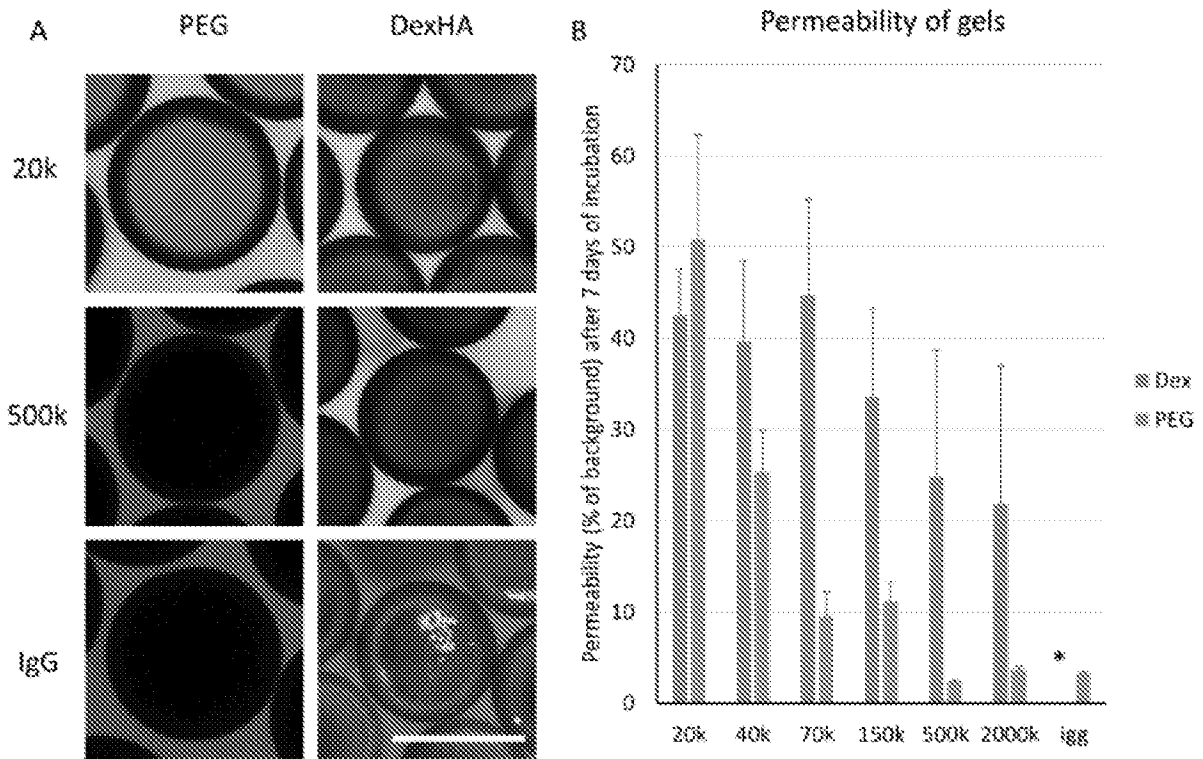 A
PEG
DexHA
20k
500k
IgG
B
Permeability of gels
Permeability (% of background) after 7 days of incubation
70
60
50
40
30
20
10
0
*
20k
40k
70k
150k
500k
2000k
igg
Dex
PEG